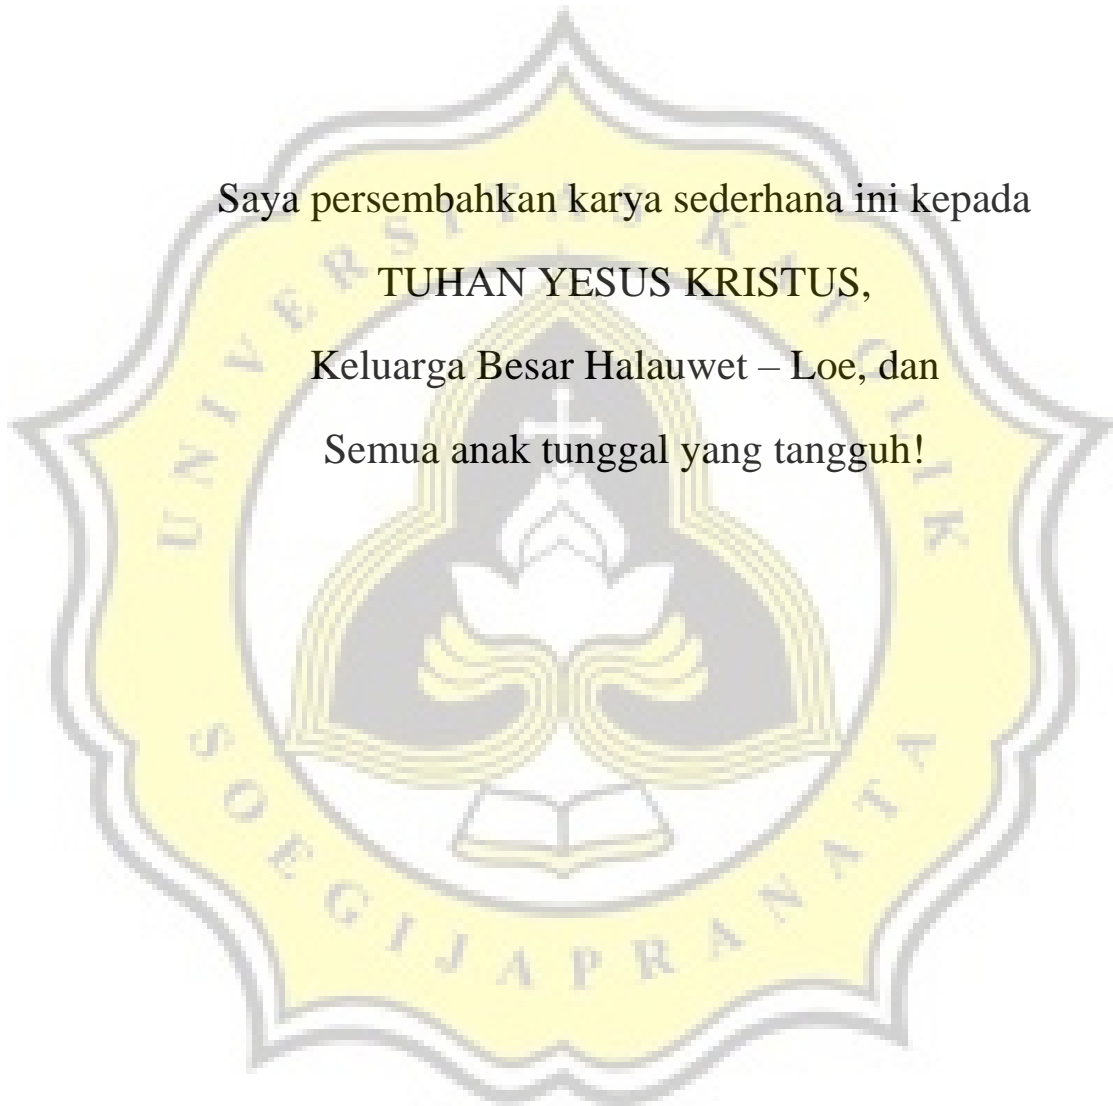 Saya persembahkan karya sederhana ini kepada
TUHAN YESUS KRISTUS,
Keluarga Besar Halauwet – Loe, dan
Semua anak tunggal yang tangguh!
UNIVERSITAS KATOLIK
SOEGIJAPRANATA